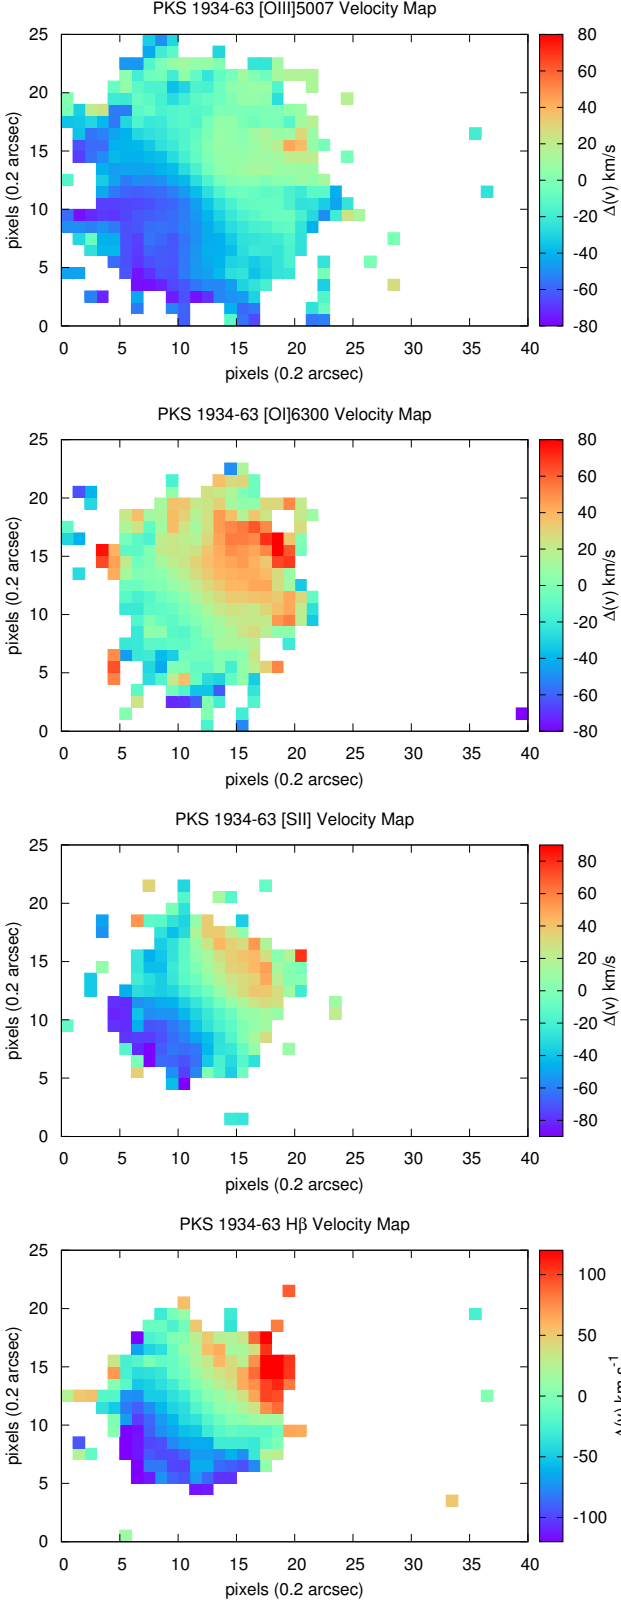 PKS 1934-63 [OIII]5007 Velocity Map
25
20
15
10
5
0
pixels (0.2 arcsec)
0 5 10 15 20 25 30 35 40
pixels (0.2 arcsec)
80
60
40
20
0
-20
-40
-60
-80
Δ(v) km/s
PKS 1934-63 [OI]6300 Velocity Map
25
20
15
10
5
0
pixels (0.2 arcsec)
0 5 10 15 20 25 30 35 40
pixels (0.2 arcsec)
80
60
40
20
0
-20
-40
-60
-80
Δ(v) km/s
PKS 1934-63 [SII] Velocity Map
25
20
15
10
5
0
pixels (0.2 arcsec)
0 5 10 15 20 25 30 35 40
pixels (0.2 arcsec)
80
60
40
20
0
-20
-40
-60
-80
Δ(v) km/s
PKS 1934-63 Hβ Velocity Map
25
20
15
10
5
0
pixels (0.2 arcsec)
0 5 10 15 20 25 30 35 40
pixels (0.2 arcsec)
100
50
0
-50
-100
Δ(v) km s⁻¹